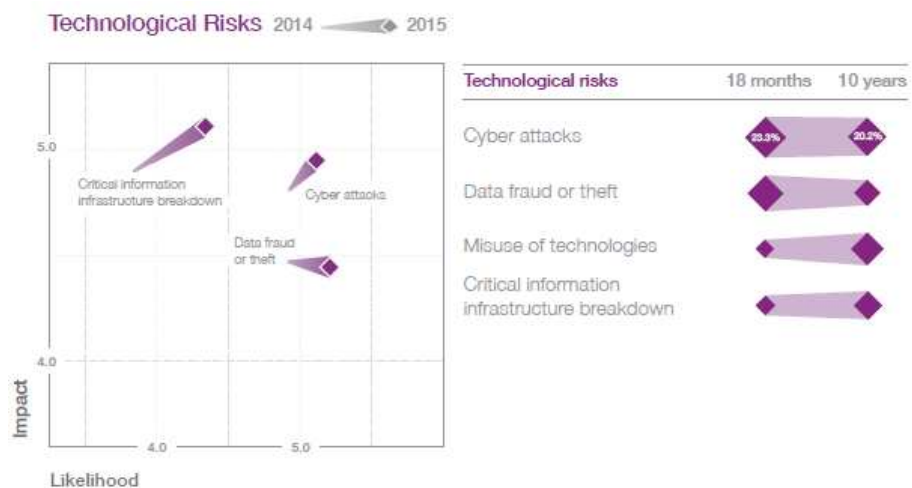 Technological Risks 2014 2015
5.0
Critical information
infrastructure breakdown
Cyber attacks
Data fraud
or theft
4.0
Impact
4.0
5.0
Likelihood
Technological risks 18 months 10 years
Cyber attacks 23.3% 20.2%
Data fraud or theft
Misuse of technologies
Critical information
infrastructure breakdown